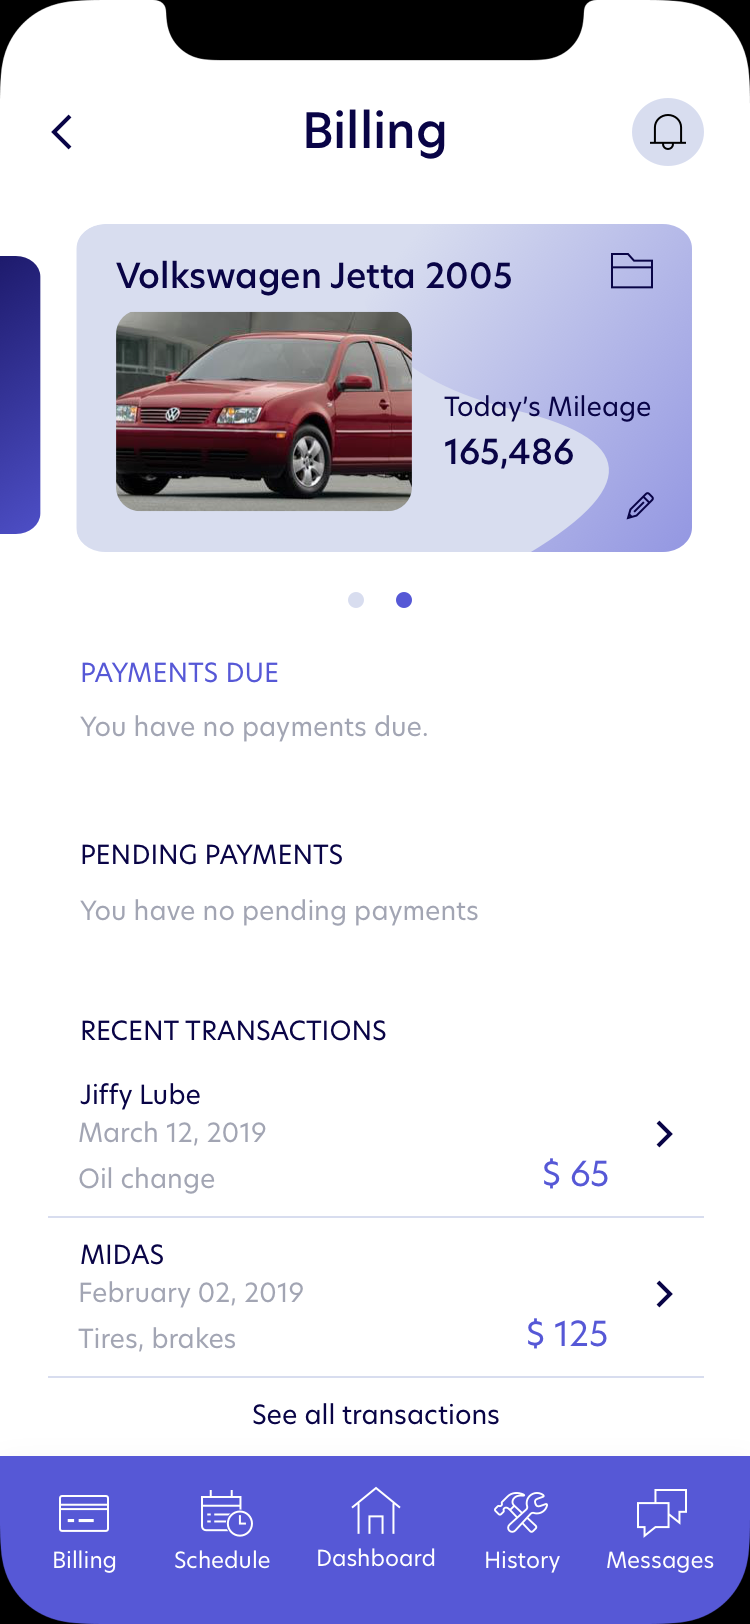 Billing
Volkswagen Jetta 2005
Today's Mileage
165,486
PAYMENTS DUE
You have no payments due.
PENDING PAYMENTS
You have no pending payments
RECENT TRANSACTIONS
Jiffy Lube
March 12, 2019
Oil change
$ 65
MIDAS
February 02, 2019
Tires, brakes
$ 125
See all transactions
Billing
Schedule
Dashboard
History
Messages